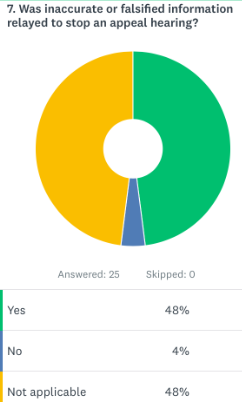 7. Was inaccurate or falsified information
relayed to stop an appeal hearing?
Answered: 25 Skipped: 0
Yes 48%
No 4%
Not applicable 48%